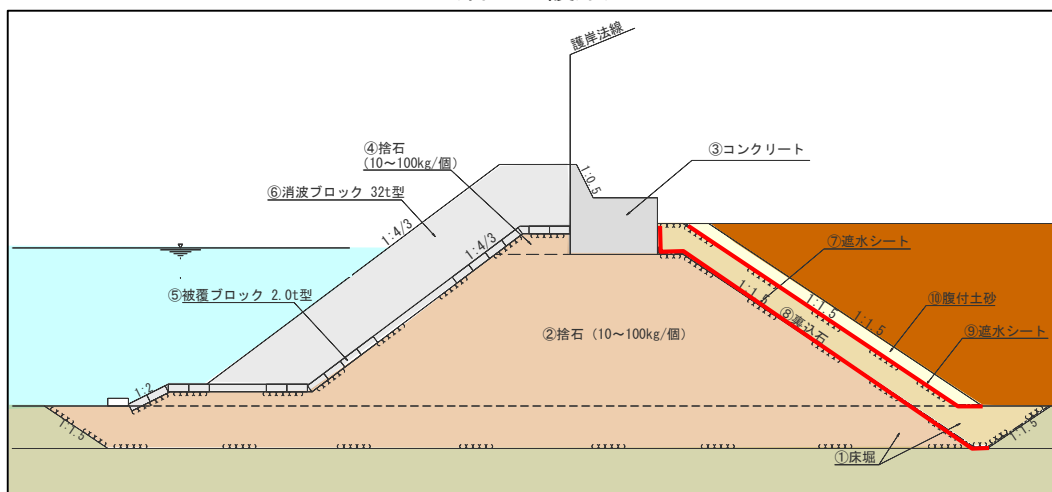 護岸法線
④捨石
(10～100kg/個)
③コンクリート
1:0.5
⑥消波ブロック 32t型
1:4/3
1:4/3
⑦遮水シート
⑤被覆ブロック 2.0t型
1:1.5
1:1.5
1:1.5
⑩腹付土砂
⑧裏込石
②捨石 (10～100kg/個)
⑨遮水シート
1:2
1:1.5
1:1.5
①床堀